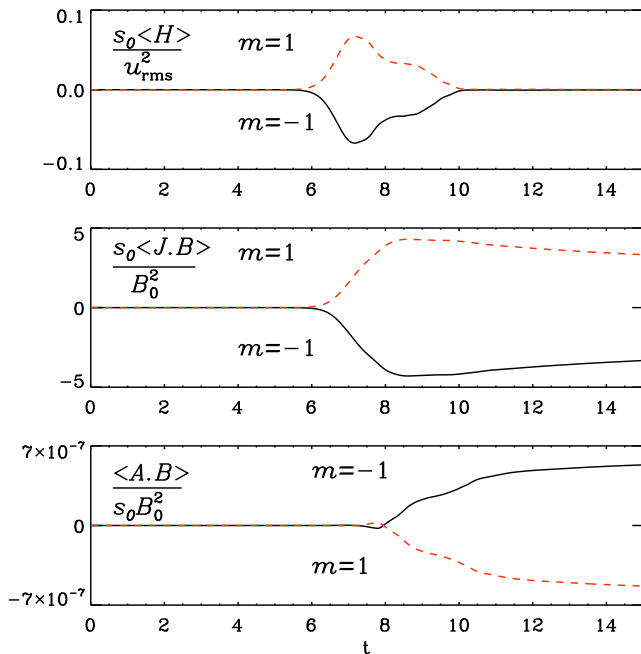 0.1
s₀<H>
u²rms
m=1
0.0
m=−1
−0.1
0 2 4 6 8 10 12 14
5
s₀<J.B>
B₀²
m=1
0
m=−1
−5
0 2 4 6 8 10 12 14
7×10⁻⁷
<A.B>
s₀B₀²
m=−1
0
m=1
−7×10⁻⁷
0 2 4 6 8 10 12 14
t